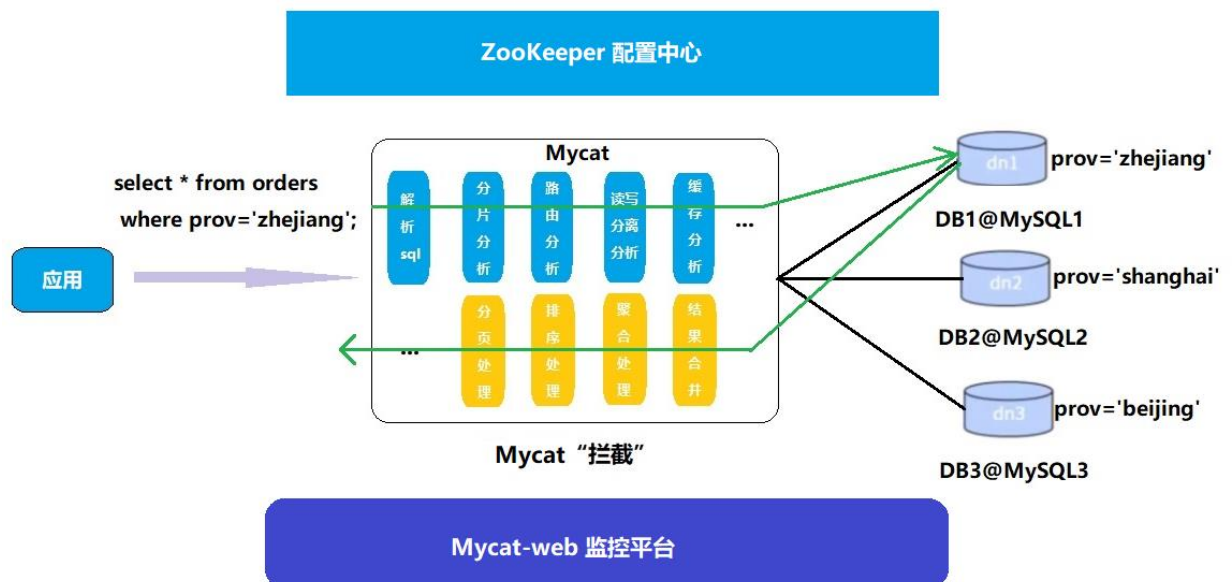 ZooKeeper 配置中心
Mycat
select * from orders
where prov='zhejiang';
应用
解析sql
分片分析
路由分析
读写分离分析
缓存分析
...
...
分页处理
排序处理
聚合处理
结果合并
dn1
prov='zhejiang'
DB1@MySQL1
dn2
prov='shanghai'
DB2@MySQL2
dn3
prov='beijing'
DB3@MySQL3
Mycat“拦截”
Mycat-web 监控平台